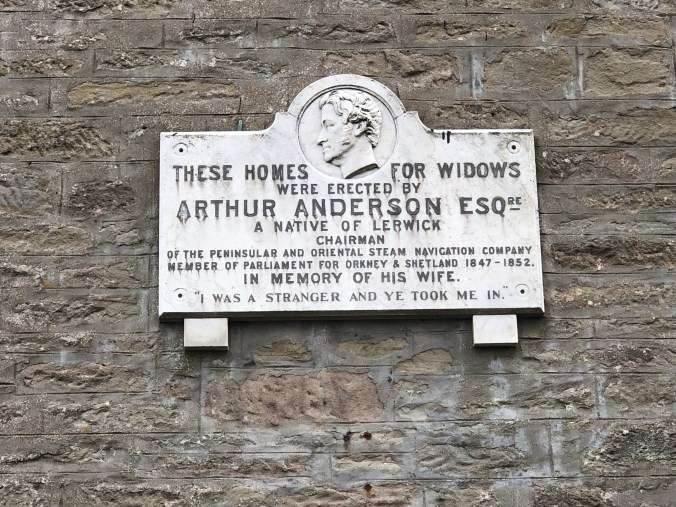 THESE HOMES FOR WIDOWS
WERE ERECTED BY
ARTHUR ANDERSON ESQRE
A NATIVE OF LERWICK
CHAIRMAN
OF THE PENINSULAR AND ORIENTAL STEAM NAVIGATION COMPANY
MEMBER OF PARLIAMENT FOR ORKNEY & SHETLAND 1847-1852.
IN MEMORY OF HIS WIFE.
"I WAS A STRANGER AND YE TOOK ME IN."